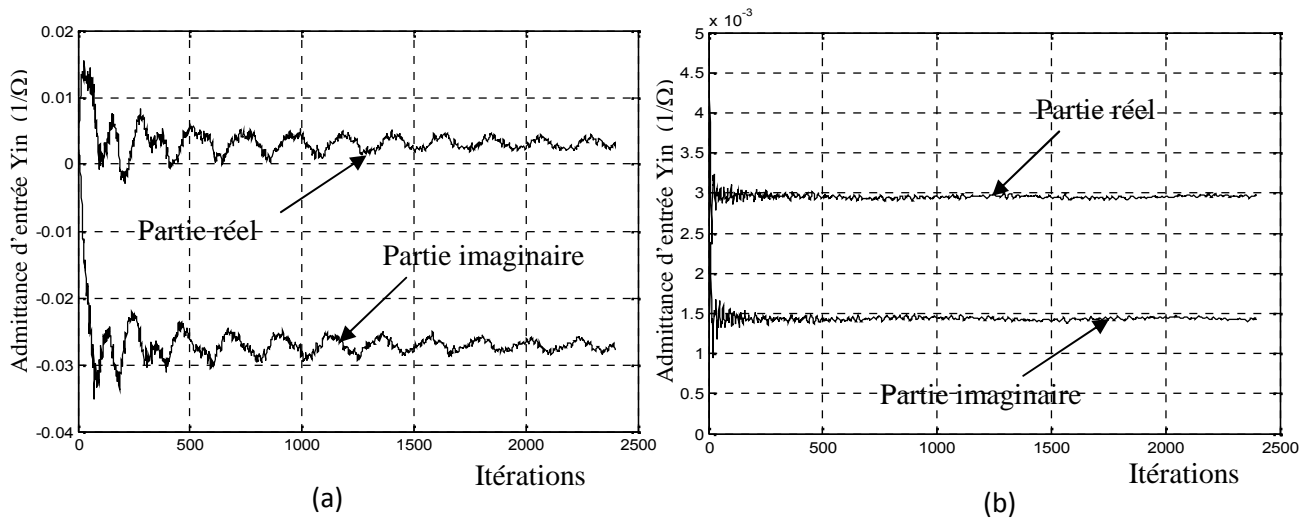 Admittance d'entrée Yin (1/Ω)
0.02
0.01
0
-0.01
-0.02
-0.03
-0.04
Partie réel
Partie imaginaire
0
500
1000
1500
2000
2500
Itérations
(a)
x 10⁻³
Admittance d'entrée Yin (1/Ω)
5
4.5
4
3.5
3
2.5
2
1.5
1
0.5
0
Partie réel
Partie imaginaire
0
500
1000
1500
2000
2500
Itérations
(b)